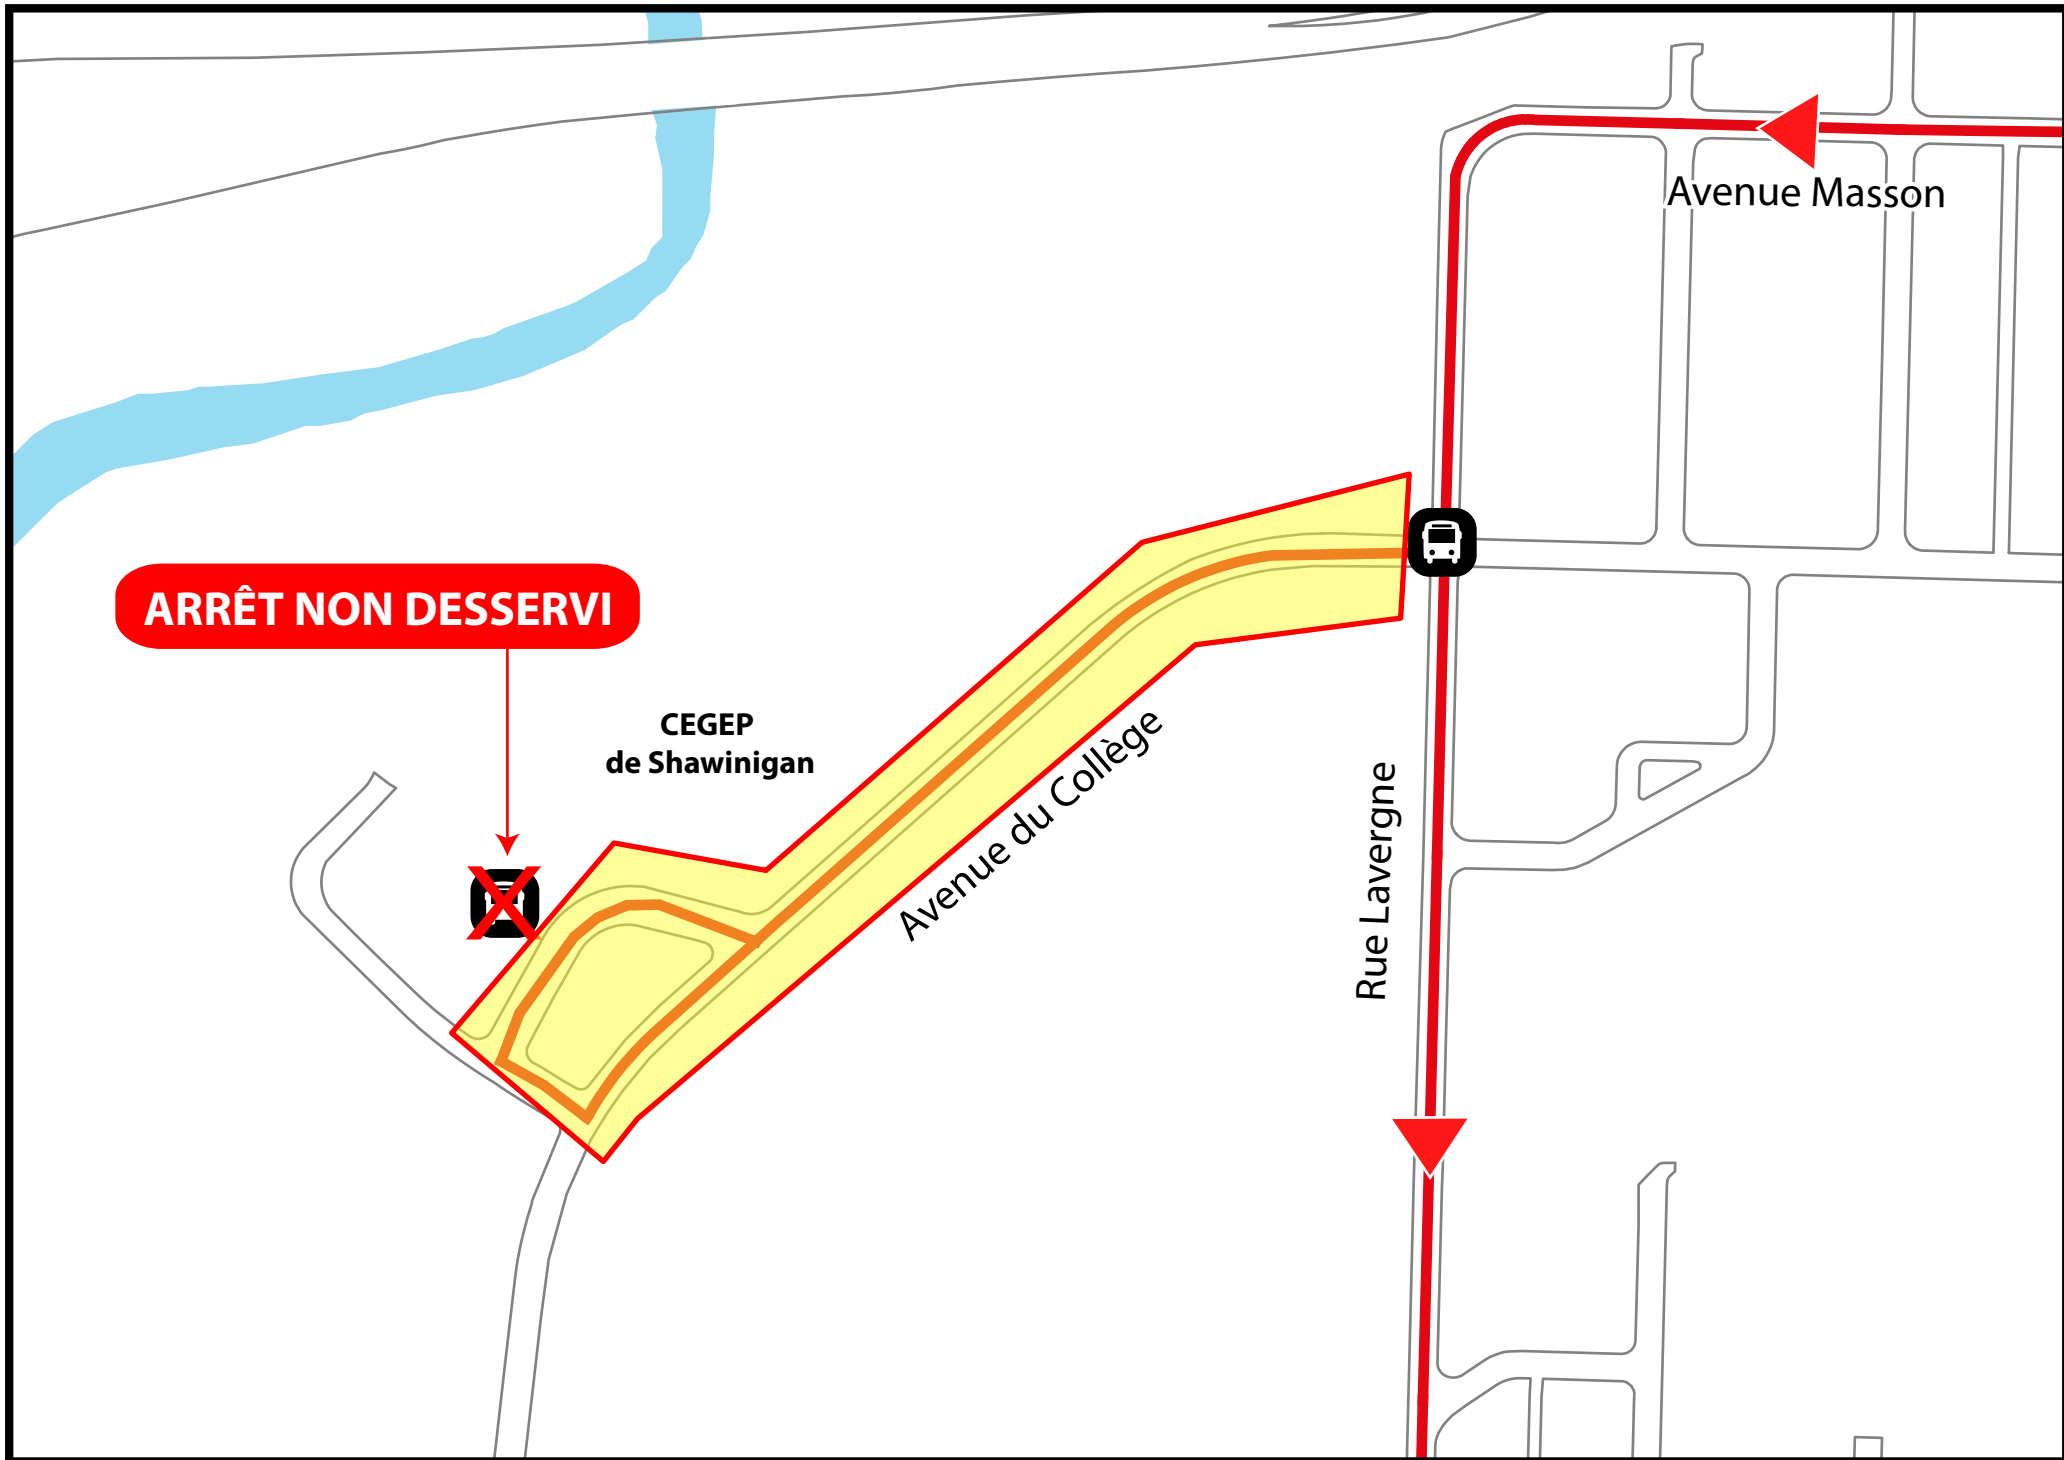 Avenue Masson
ARRÊT NON DESSERVI
CEGEP
de Shawinigan
Avenue du Collège
Rue Lavergne